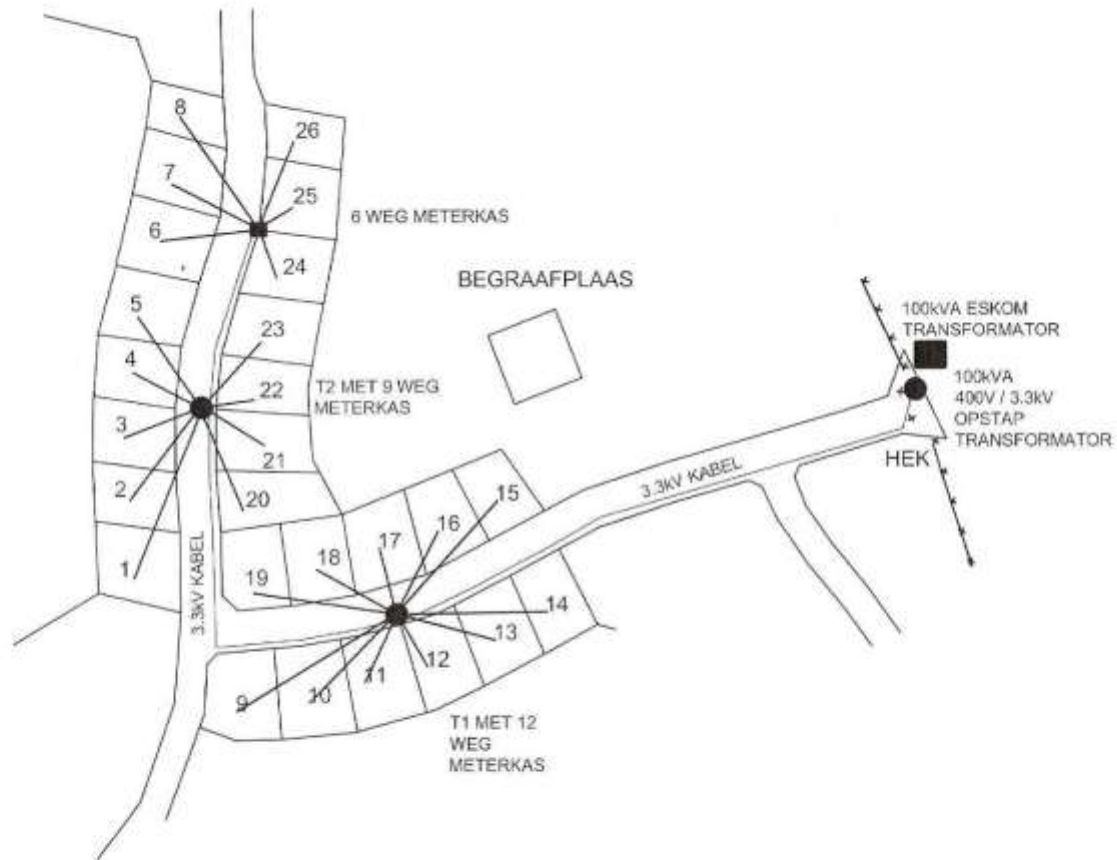 8
26
7
25
6 WEG METERKAS
6
24
BEGRAAFPLAAS
5
23
100kVA ESKOM
TRANSFORMATOR
4
22
T2 MET 9 WEG
METERKAS
100kVA
400V / 3.3kV
OPSTAP
TRANSFORMATOR
3
21
HEK
2
20
3.3kV KABEL
15
16
17
18
1
19
3.3kV KABEL
14
13
12
11
10
9
T1 MET 12
WEG
METERKAS